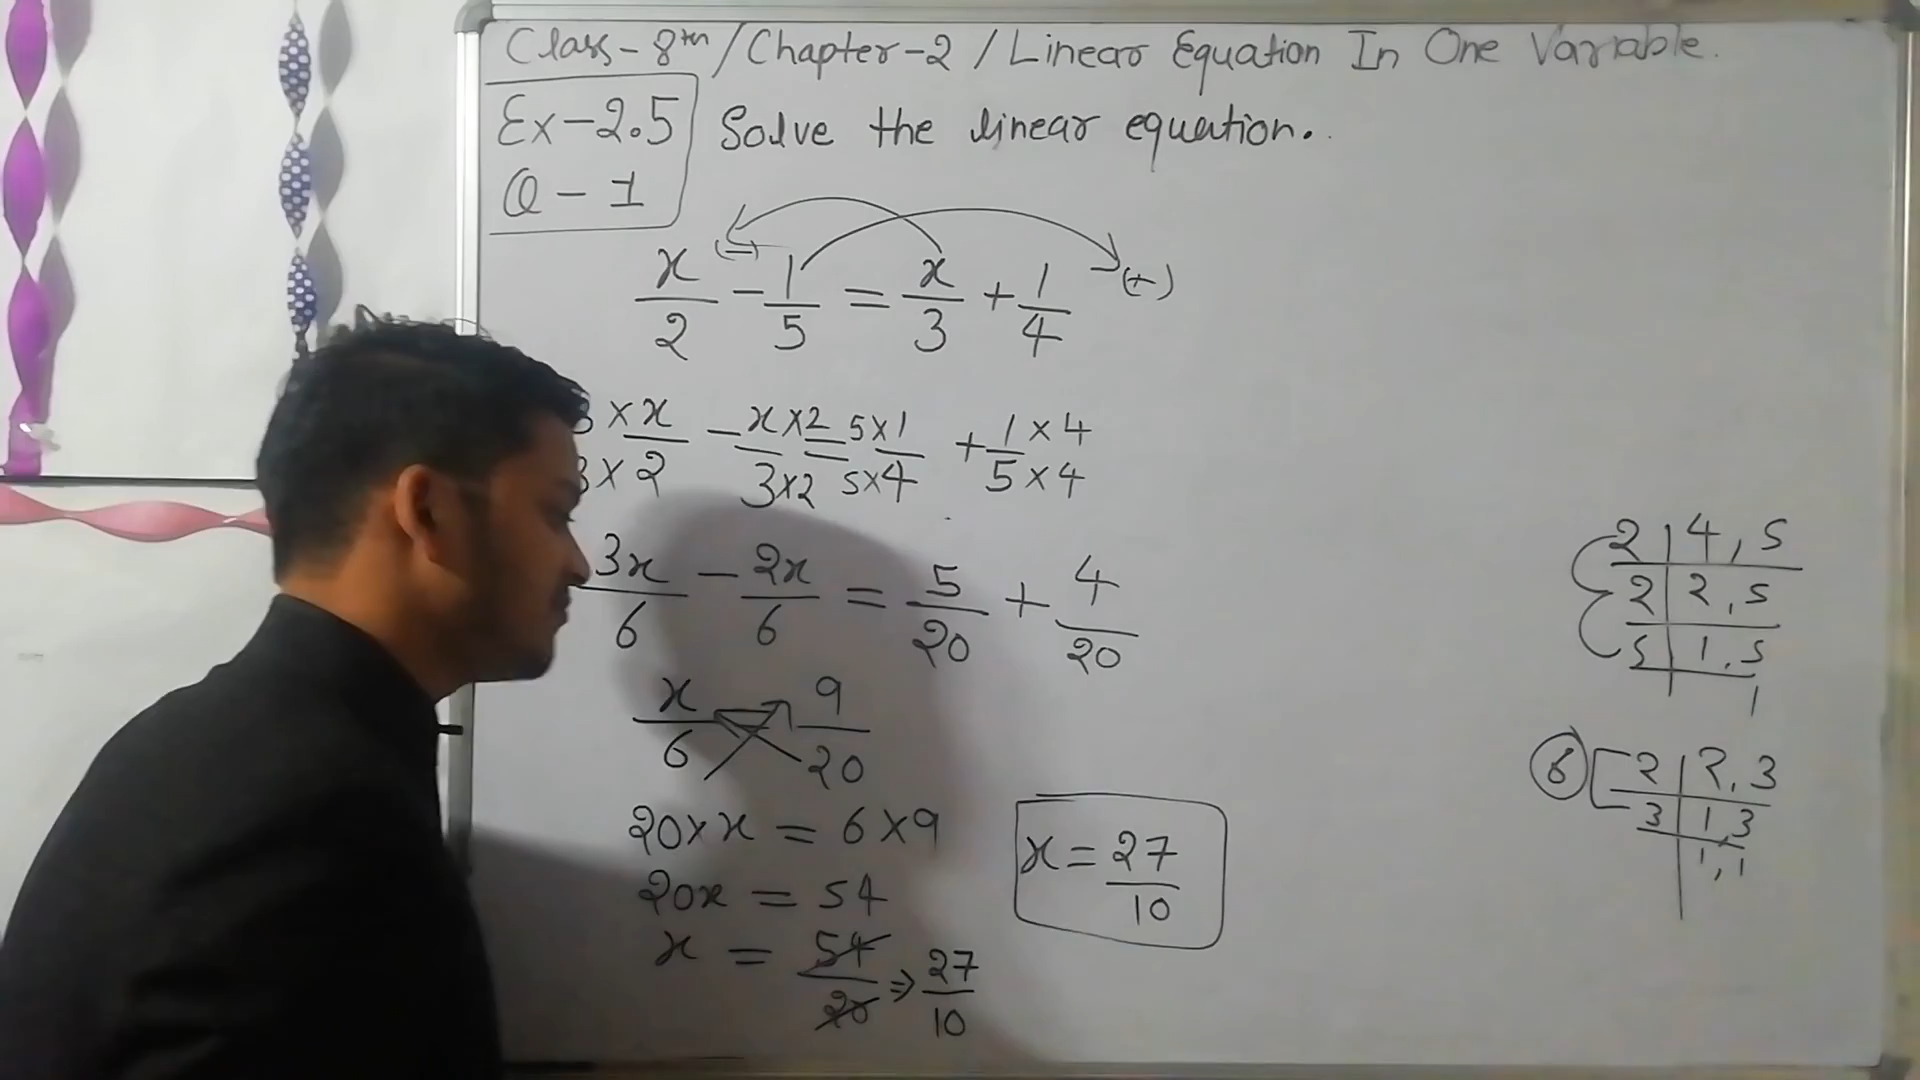 Class-8th/Chapter-2/Linear Equation In One Variable.
Ex-2.5 Solve the linear equation.
Q-1
(-)
x/2 - 1/5 = x/3 + 1/4 (+)
3×x/3×2 - x×2/3×2 = 5×1/5×4 + 1×4/5×4
3x/6 - 2x/6 = 5/20 + 4/20
x/6 = 9/20
20×x = 6×9
20x = 54
x = 54/20 ⇒ 27/10
x = 27/10
2 | 4, 5
2 | 2, 5
5 | 1, 5
1
6 2 | 2, 3
3 | 1, 3
1, 1